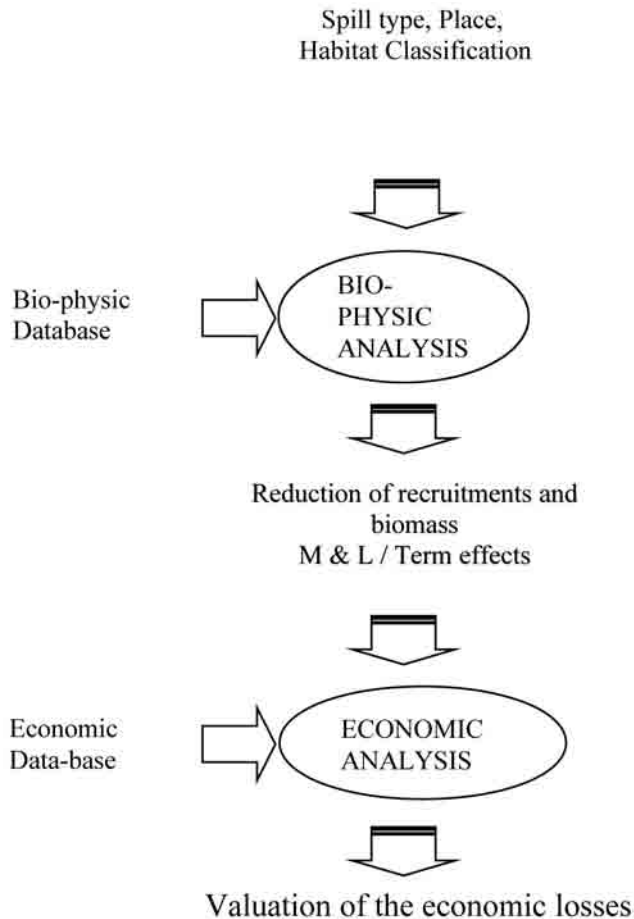 Spill type, Place,
Habitat Classification
Bio-physic
Database
BIO-
PHYSIC
ANALYSIS
Reduction of recruitments and
biomass
M & L / Term effects
Economic
Data-base
ECONOMIC
ANALYSIS
Valuation of the economic losses